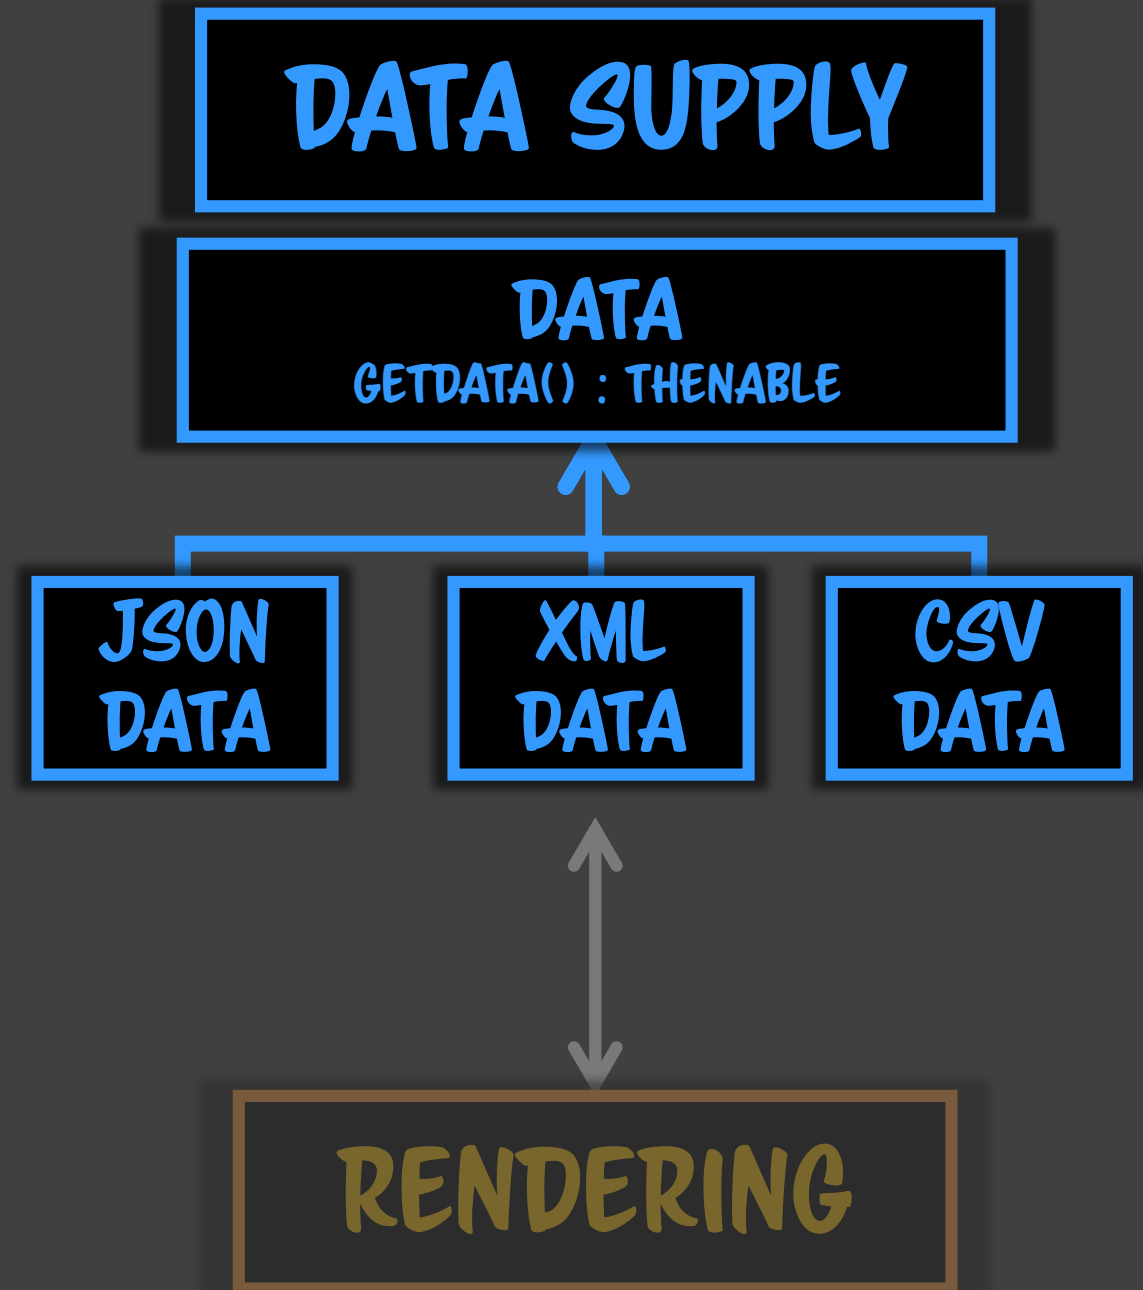 DATA SUPPLY
DATA
GETDATA() : THENABLE
JSON
DATA
XML
DATA
CSV
DATA
RENDERING